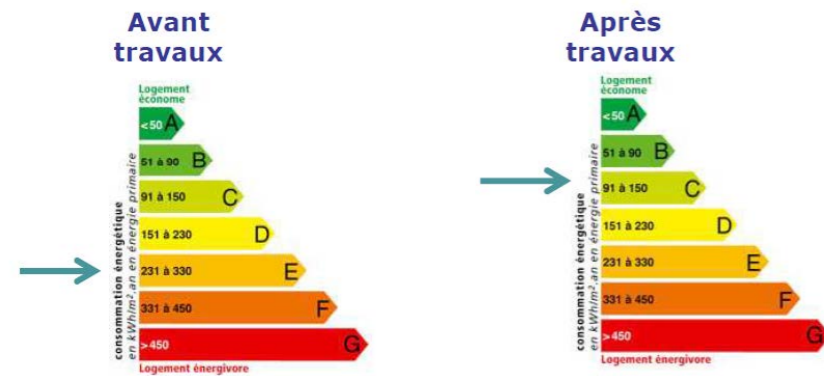 Avant
travaux
Logement
économe
<50 A
51 à 90 B
91 à 150 C
151 à 230 D
231 à 330 E
331 à 450 F
>450 G
Logement énergivore
consommation énergétique
en kWh/m².an en énergie primaire
Après
travaux
Logement
économe
<50 A
51 à 90 B
91 à 150 C
151 à 230 D
231 à 330 E
331 à 450 F
>450 G
Logement énergivore
consommation énergétique
en kWh/m².an en énergie primaire